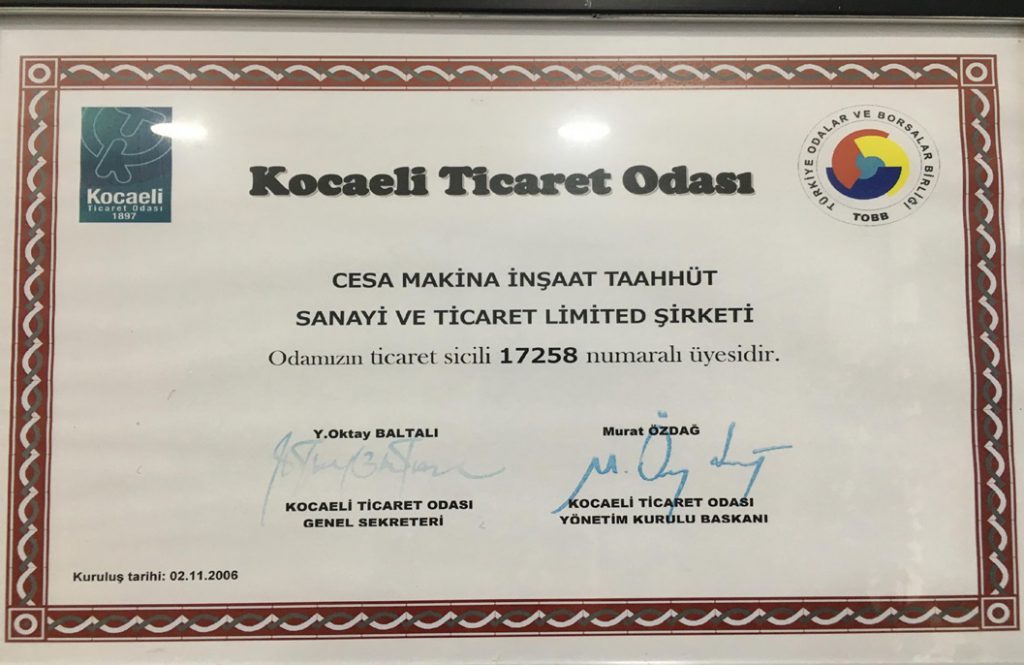 Kocaeli
Ticaret Odası
1897
Kocaeli Ticaret Odası
TÜRKİYE ODALAR VE BORSALAR BİRLİĞİ
TOBB
CESA MAKİNA İNŞAAT TAAHHÜT
SANAYİ VE TİCARET LİMİTED ŞİRKETİ
Odamızın ticaret sicili 17258 numaralı üyesidir.
Y.Oktay BALTALI
KOCAELİ TİCARET ODASI
GENEL SEKRETERİ
Murat ÖZDAĞ
KOCAELİ TİCARET ODASI
YÖNETİM KURULU BASKANI
Kuruluş tarihi: 02.11.2006